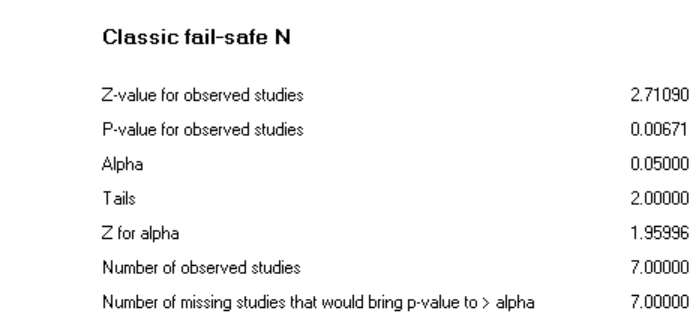 Classic fail-safe N
Z-value for observed studies 2.71090
P-value for observed studies 0.00671
Alpha 0.05000
Tails 2.00000
Z for alpha 1.95996
Number of observed studies 7.00000
Number of missing studies that would bring p-value to > alpha 7.00000